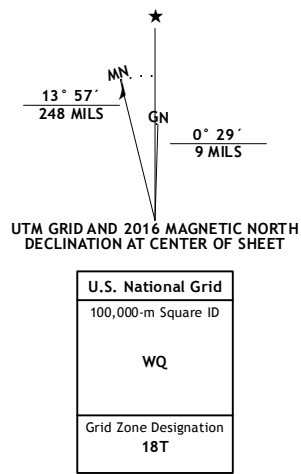 ★
MN
GN
13° 57´
248 MILS
0° 29´
9 MILS
UTM GRID AND 2016 MAGNETIC NORTH
DECLINATION AT CENTER OF SHEET
U.S. National Grid
100,000-m Square ID
WQ
Grid Zone Designation
18T